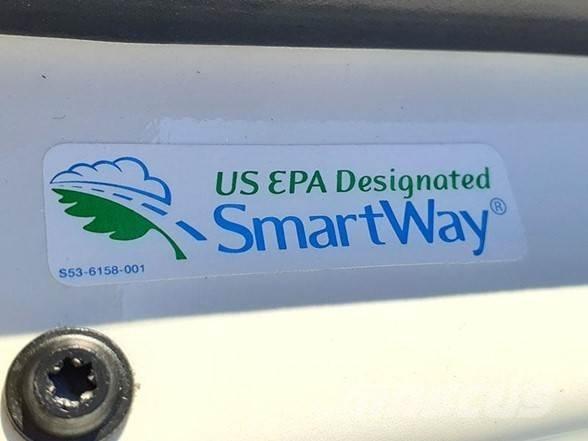 US EPA Designated
SmartWay®
S53-6158-001